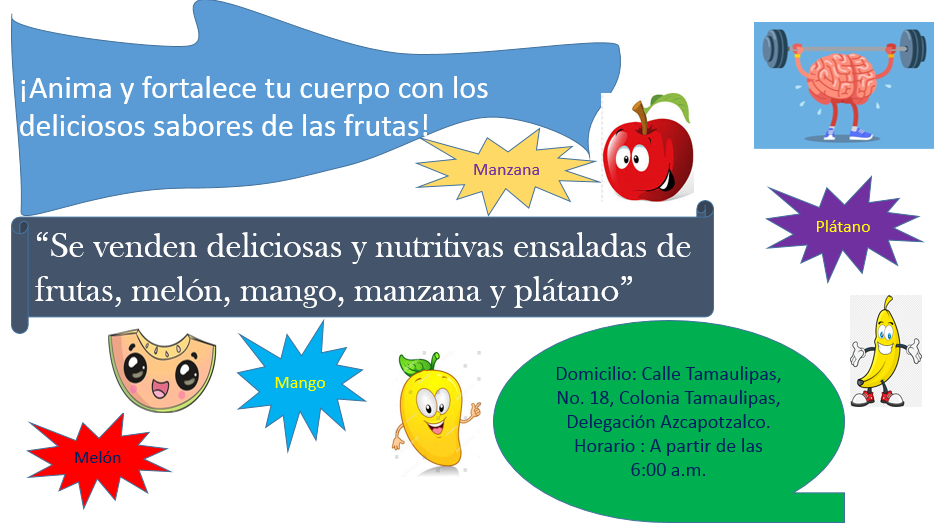 ¡Anima y fortalece tu cuerpo con los
deliciosos sabores de las frutas!
Manzana
Plátano
“Se venden deliciosas y nutritivas ensaladas de
frutas, melón, mango, manzana y plátano”
Mango
Melón
Domicilio: Calle Tamaulipas,
No. 18, Colonia Tamaulipas,
Delegación Azcapotzalco.
Horario : A partir de las
6:00 a.m.